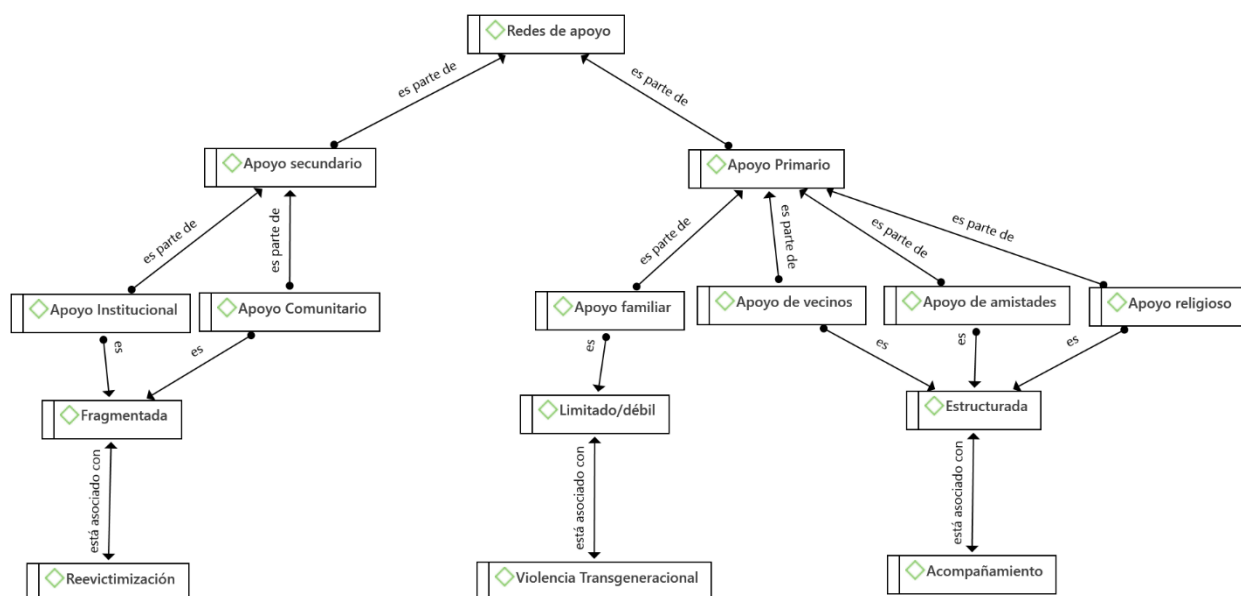 Redes de apoyo
es parte de
es parte de
Apoyo secundario
Apoyo Primario
es parte de
es parte de
es parte de
es parte de
es parte de
es parte de
Apoyo Institucional
Apoyo Comunitario
Apoyo familiar
Apoyo de vecinos
Apoyo de amistades
Apoyo religioso
es
es
es
es
es
es
Fragmentada
Limitado/débil
Estructurada
está asociado con
está asociado con
está asociado con
Reevictimización
Violencia Transgeneracional
Acompañamiento